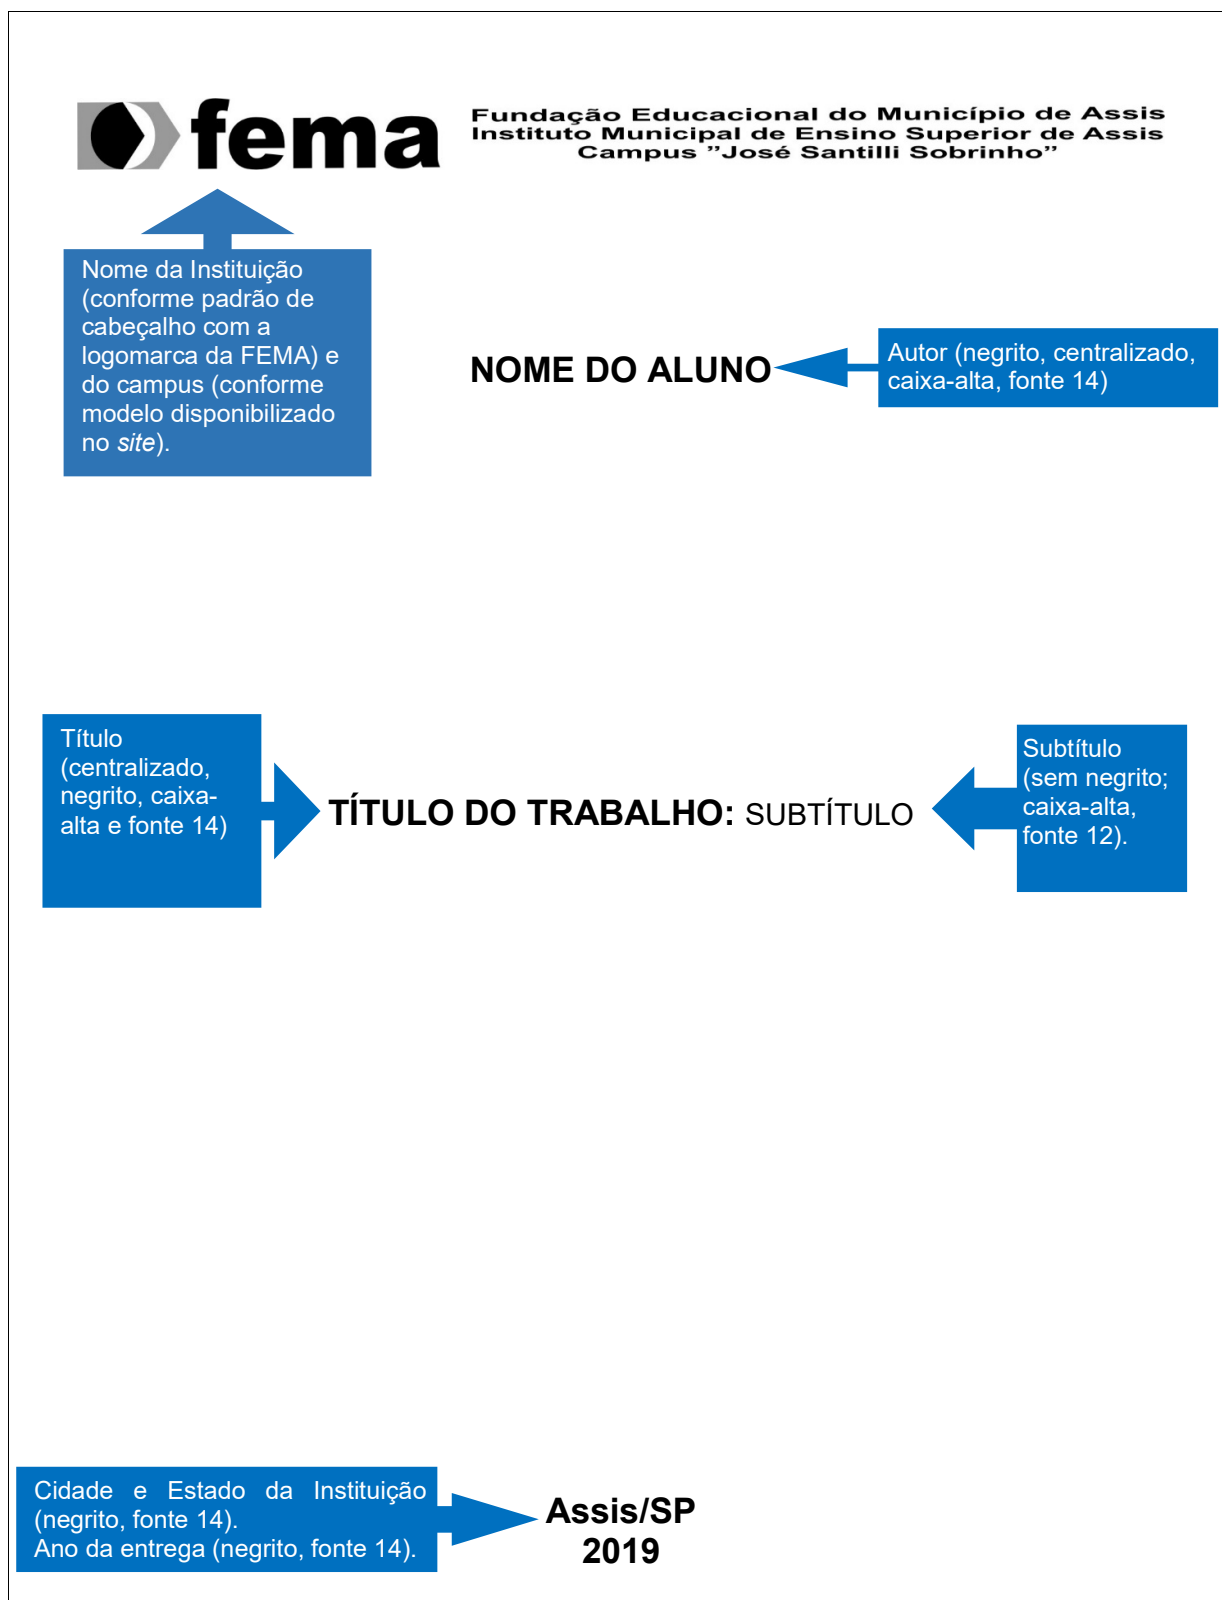 fema
Fundação Educacional do Município de Assis
Instituto Municipal de Ensino Superior de Assis
Campus ”José Santilli Sobrinho”
Nome da Instituição
(conforme padrão de
cabeçalho com a
logomarca da FEMA) e
do campus (conforme
modelo disponibilizado
no site).
NOME DO ALUNO
Autor (negrito, centralizado,
caixa-alta, fonte 14)
Título
(centralizado,
negrito, caixa-
alta e fonte 14)
TÍTULO DO TRABALHO: SUBTÍTULO
Subtítulo
(sem negrito;
caixa-alta,
fonte 12).
Cidade e Estado da Instituição
(negrito, fonte 14).
Ano da entrega (negrito, fonte 14).
Assis/SP
2019